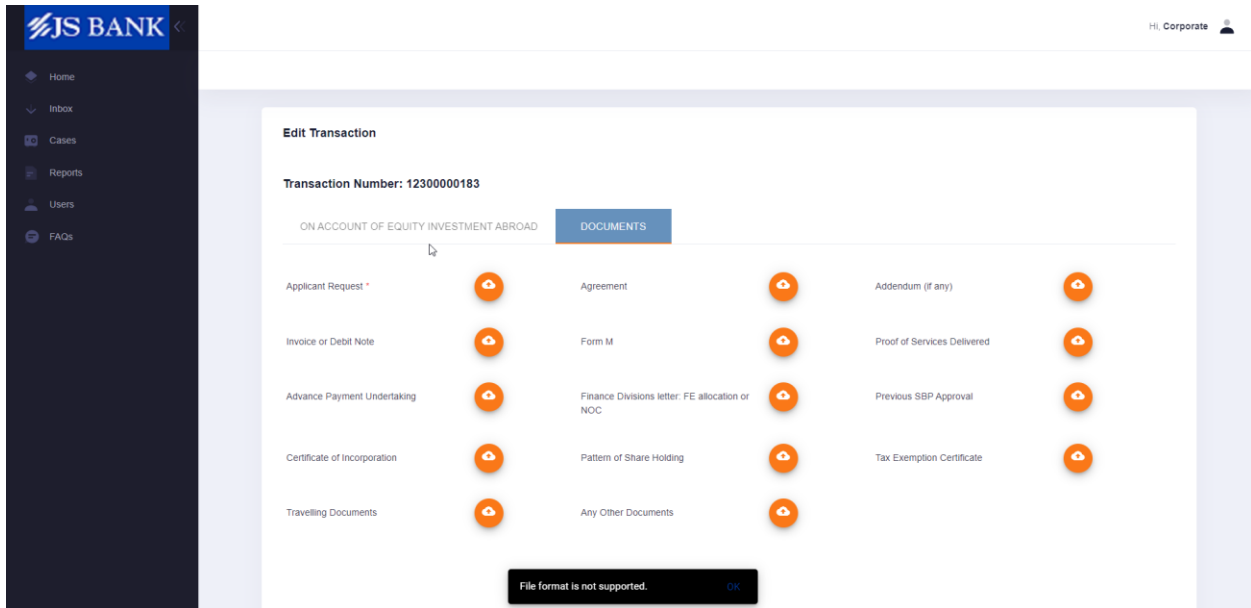 JS BANK
Hi, Corporate
Home
Inbox
Cases
Reports
Users
FAQs
Edit Transaction
Transaction Number: 12300000183
ON ACCOUNT OF EQUITY INVESTMENT ABROAD
DOCUMENTS
Applicant Request *
Agreement
Addendum (if any)
Invoice or Debit Note
Form M
Proof of Services Delivered
Advance Payment Undertaking
Finance Divisions letter: FE allocation or
NOC
Previous SBP Approval
Certificate of Incorporation
Pattern of Share Holding
Tax Exemption Certificate
Travelling Documents
Any Other Documents
File format is not supported.
OK